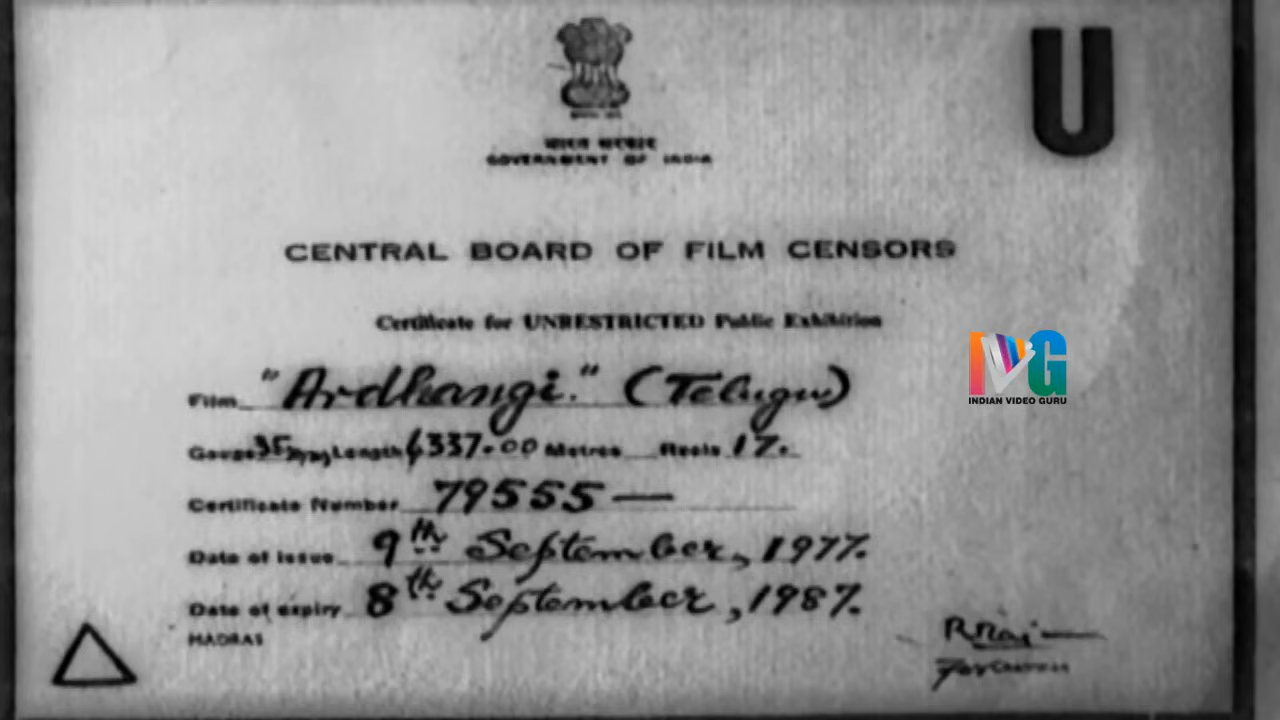 U
भारत सरकार
GOVERNMENT OF INDIA
CENTRAL BOARD OF FILM CENSORS
Certificate for UNRESTRICTED Public Exhibition
Film "Ardhangi." (Telugu)
Gauge 35mm Length 4337.00 Metres Reels 17.
Certificate Number 79555—
Date of issue 9th September, 1977.
Date of expiry 8th September, 1987.
MADRAS
For Chairman
IVG
INDIAN VIDEO GURU